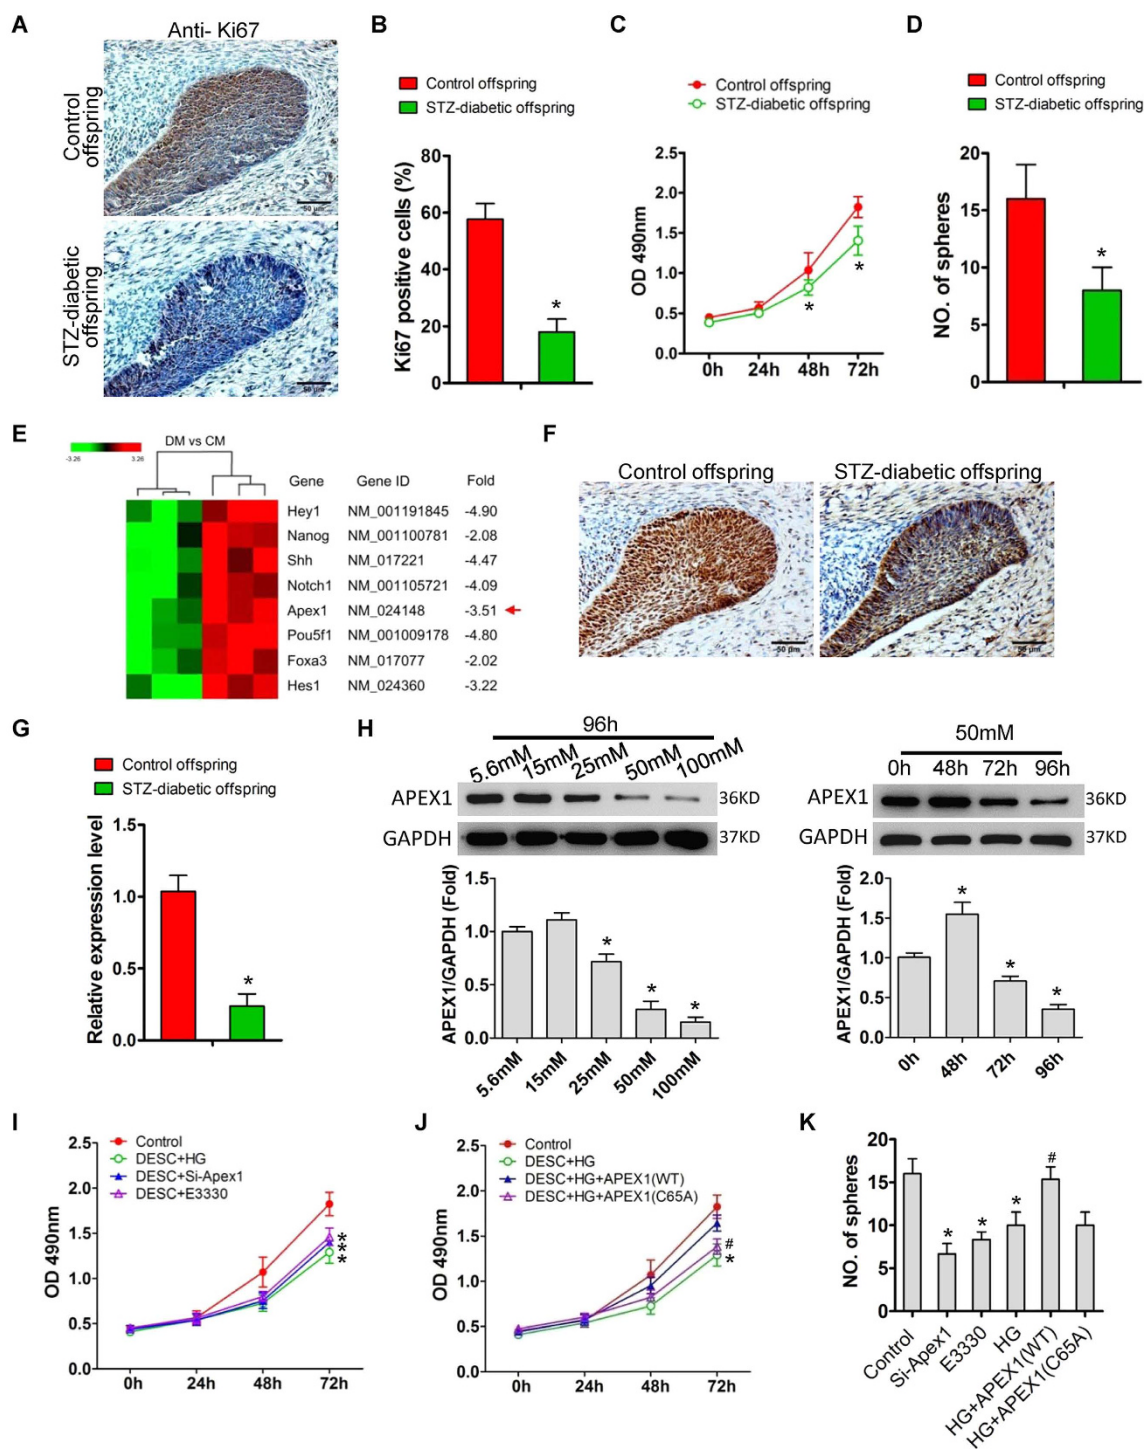 A
Anti- Ki67
Control
offspring
50 μm
STZ-diabetic
offspring
50 μm
B
Control offspring
STZ-diabetic offspring
Ki67 positive cells (%)
80
60
40
20
0
*
C
Control offspring
STZ-diabetic offspring
OD 490nm
2.5
2.0
1.5
1.0
0.5
0.0
*
*
0h 24h 48h 72h
D
Control offspring
STZ-diabetic offspring
NO. of spheres
20
15
10
5
0
*
E
DM vs CM
-3.26 3.26
Gene Gene ID Fold
Hey1 NM_001191845 -4.90
Nanog NM_001100781 -2.08
Shh NM_017221 -4.47
Notch1 NM_001105721 -4.09
Apex1 NM_024148 -3.51
Pou5f1 NM_001009178 -4.80
Foxa3 NM_017077 -2.02
Hes1 NM_024360 -3.22
F
Control offspring STZ-diabetic offspring
50 μm 50 μm
G
Control offspring
STZ-diabetic offspring
Relative expression level
1.5
1.0
0.5
0.0
*
H
96h
5.6mM 15mM 25mM 50mM 100mM
APEX1 36KD
GAPDH 37KD
APEX1/GAPDH (Fold)
1.5
1.0
0.5
0.0
* * *
5.6mM 15mM 25mM 50mM 100mM
50mM
0h 48h 72h 96h
APEX1 36KD
GAPDH 37KD
APEX1/GAPDH (Fold)
2.0
1.5
1.0
0.5
0.0
* * *
0h 48h 72h 96h
I
Control
DESC+HG
DESC+Si-Apex1
DESC+E3330
OD 490nm
2.5
2.0
1.5
1.0
0.5
0.0
*
*
*
0h 24h 48h 72h
J
Control
DESC+HG
DESC+HG+APEX1(WT)
DESC+HG+APEX1(C65A)
OD 490nm
2.5
2.0
1.5
1.0
0.5
0.0
#
*
0h 24h 48h 72h
K
NO. of spheres
20
15
10
5
0
* * * #
Control Si-Apex1 E3330 HG HG+APEX1(WT) HG+APEX1(C65A)